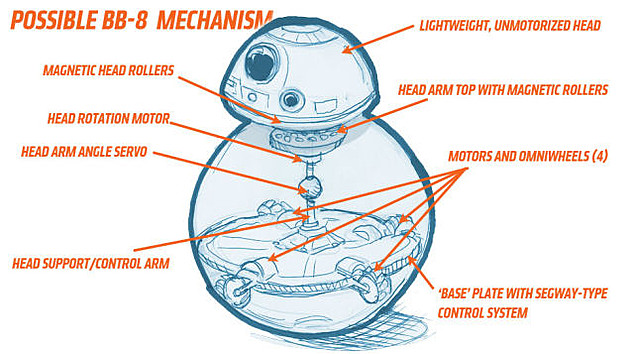 POSSIBLE BB-8 MECHANISM
LIGHTWEIGHT, UNMOTORIZED HEAD
MAGNETIC HEAD ROLLERS
HEAD ARM TOP WITH MAGNETIC ROLLERS
HEAD ROTATION MOTOR
HEAD ARM ANGLE SERVO
MOTORS AND OMNIWHEELS (4)
HEAD SUPPORT/CONTROL ARM
'BASE' PLATE WITH SEGWAY-TYPE
CONTROL SYSTEM